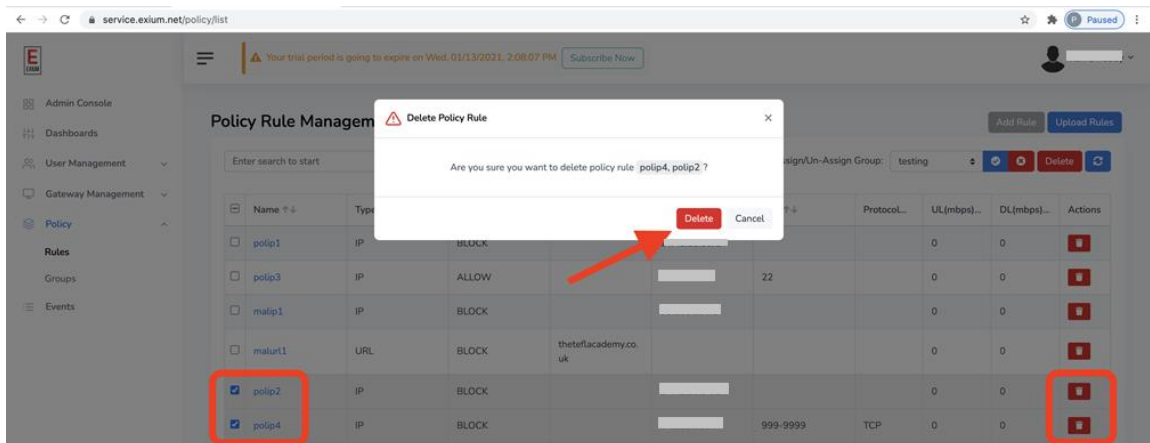 service.exium.net/policy/list
Paused
EXIUM
Your trial period is going to expire on Wed, 01/13/2021, 2:08:07 PM
Subscribe Now
Admin Console
Dashboards
User Management
Gateway Management
Policy
Rules
Groups
Events
Policy Rule Managem
Add Rule
Upload Rules
Enter search to start
Assign/Un-Assign Group: testing
Delete
Delete Policy Rule
Are you sure you want to delete policy rule polip4, polip2 ?
Delete Cancel
Name Type Protocol... UL(mbps)... DL(mbps)... Actions
polip1 IP BLOCK 0 0
polip3 IP ALLOW 22 0 0
malip1 IP BLOCK 0 0
malurl1 URL BLOCK theteflacademy.co.
uk 0 0
polip2 IP BLOCK 0 0
polip4 IP BLOCK 999-9999 TCP 0 0